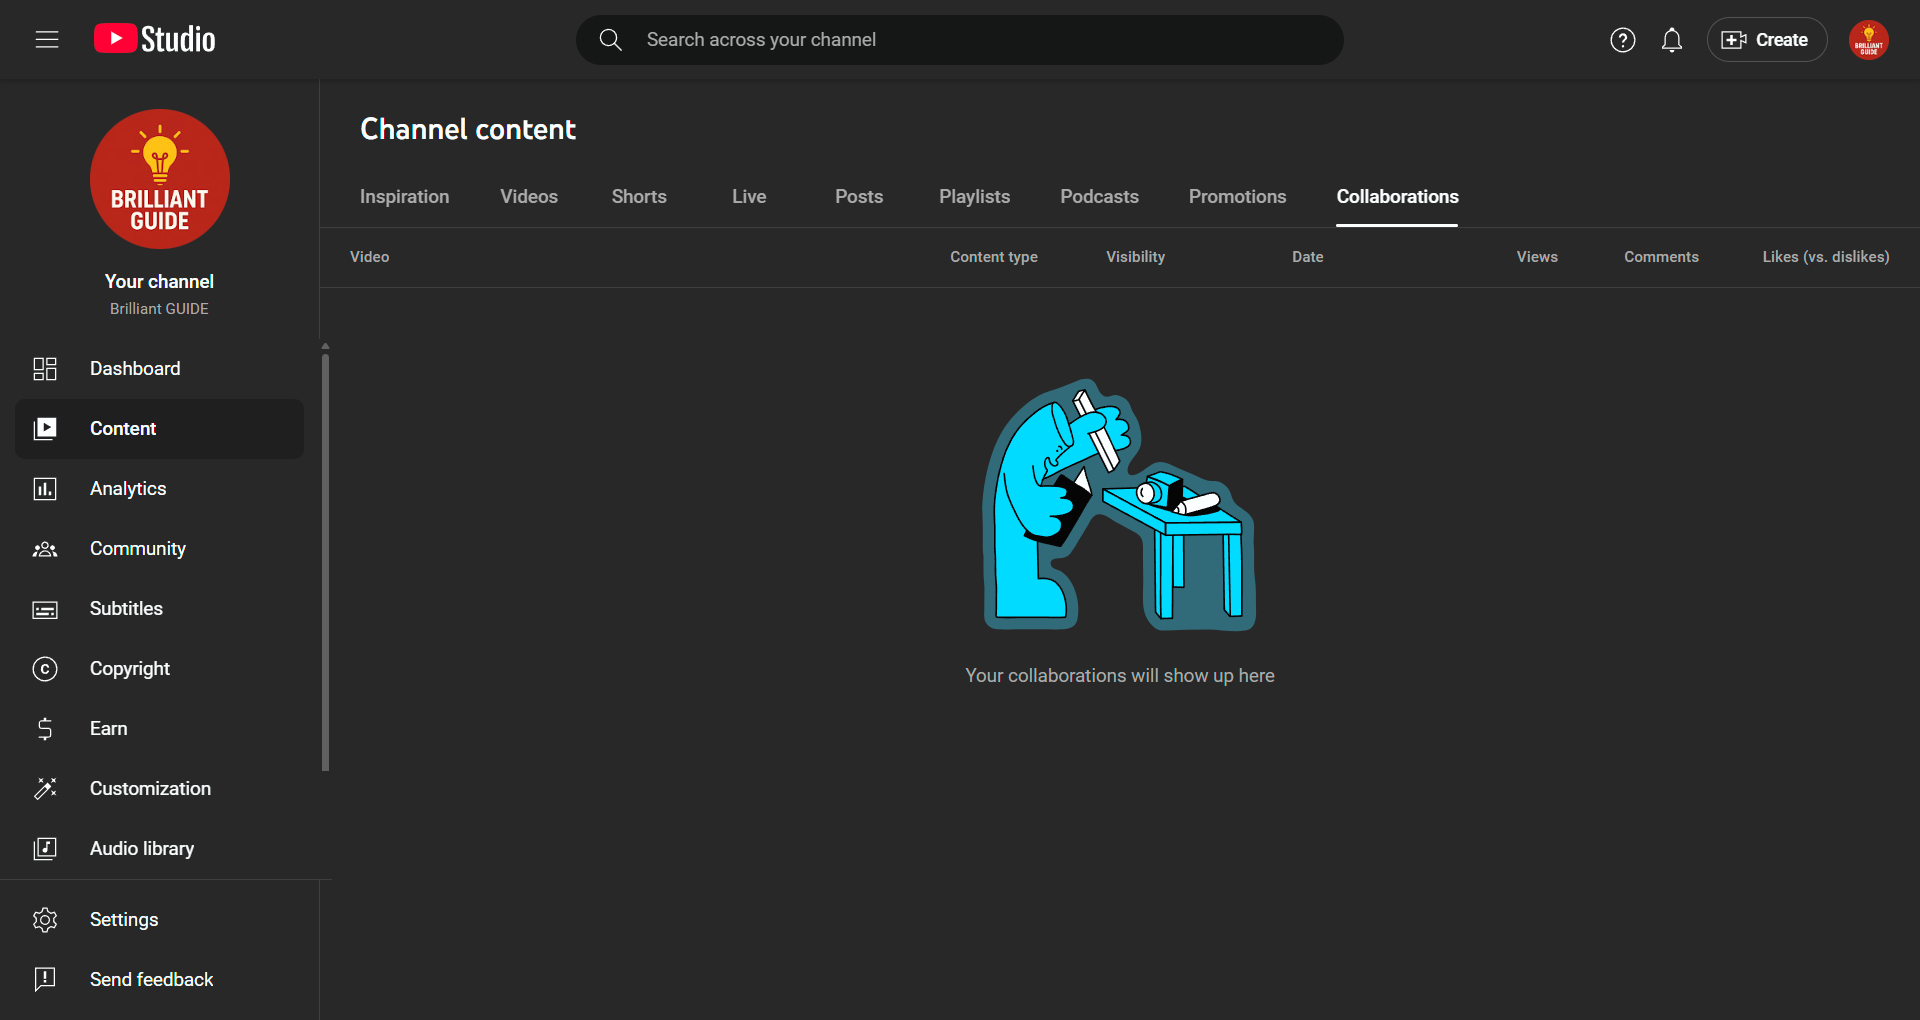 Studio
Search across your channel
Create
BRILLIANT
GUIDE
BRILLIANT
GUIDE
Your channel
Brilliant GUIDE
Dashboard
Content
Analytics
Community
Subtitles
Copyright
Earn
Customization
Audio library
Settings
Send feedback
Channel content
Inspiration Videos Shorts Live Posts Playlists Podcasts Promotions Collaborations
Video Content type Visibility Date Views Comments Likes (vs. dislikes)
Your collaborations will show up here